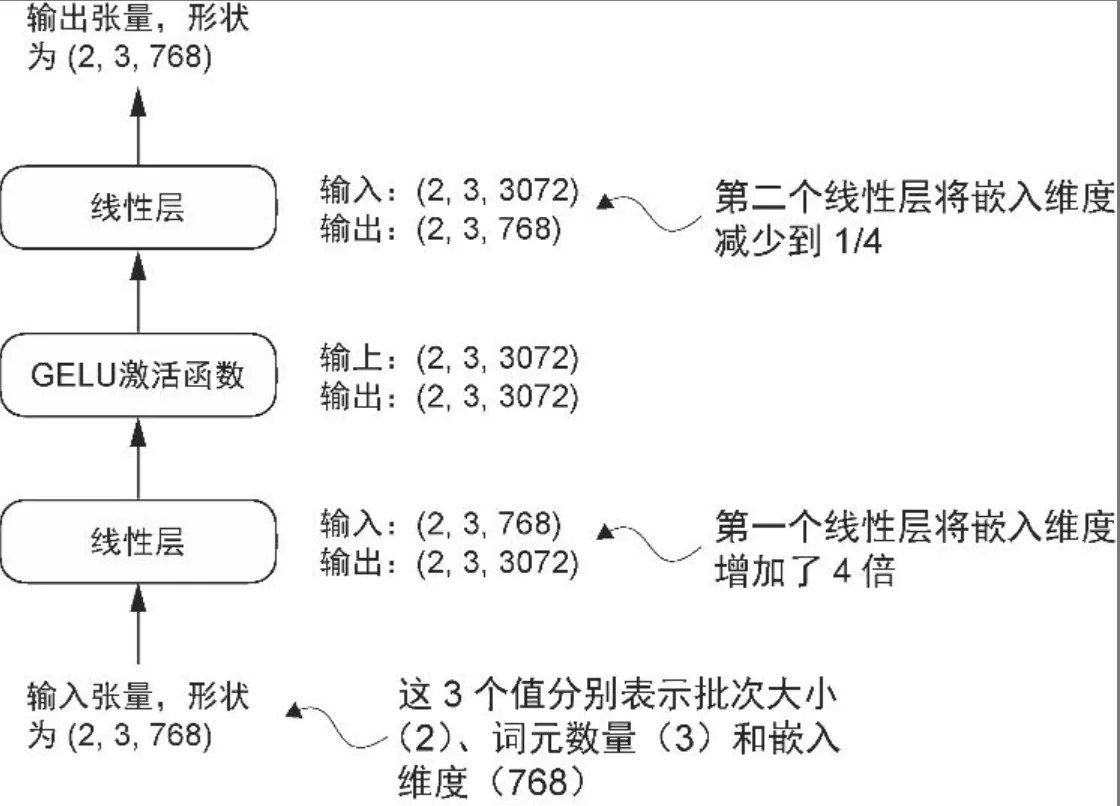 输出张量，形状
为 (2, 3, 768)
线性层
输入：(2, 3, 3072)
输出：(2, 3, 768)
第二个线性层将嵌入维度
减少到 1/4
GELU激活函数
输上：(2, 3, 3072)
输出：(2, 3, 3072)
线性层
输入：(2, 3, 768)
输出：(2, 3, 3072)
第一个线性层将嵌入维度
增加了 4 倍
输入张量，形状
为 (2, 3, 768)
这 3 个值分别表示批次大小
（2）、词元数量（3）和嵌入
维度（768）